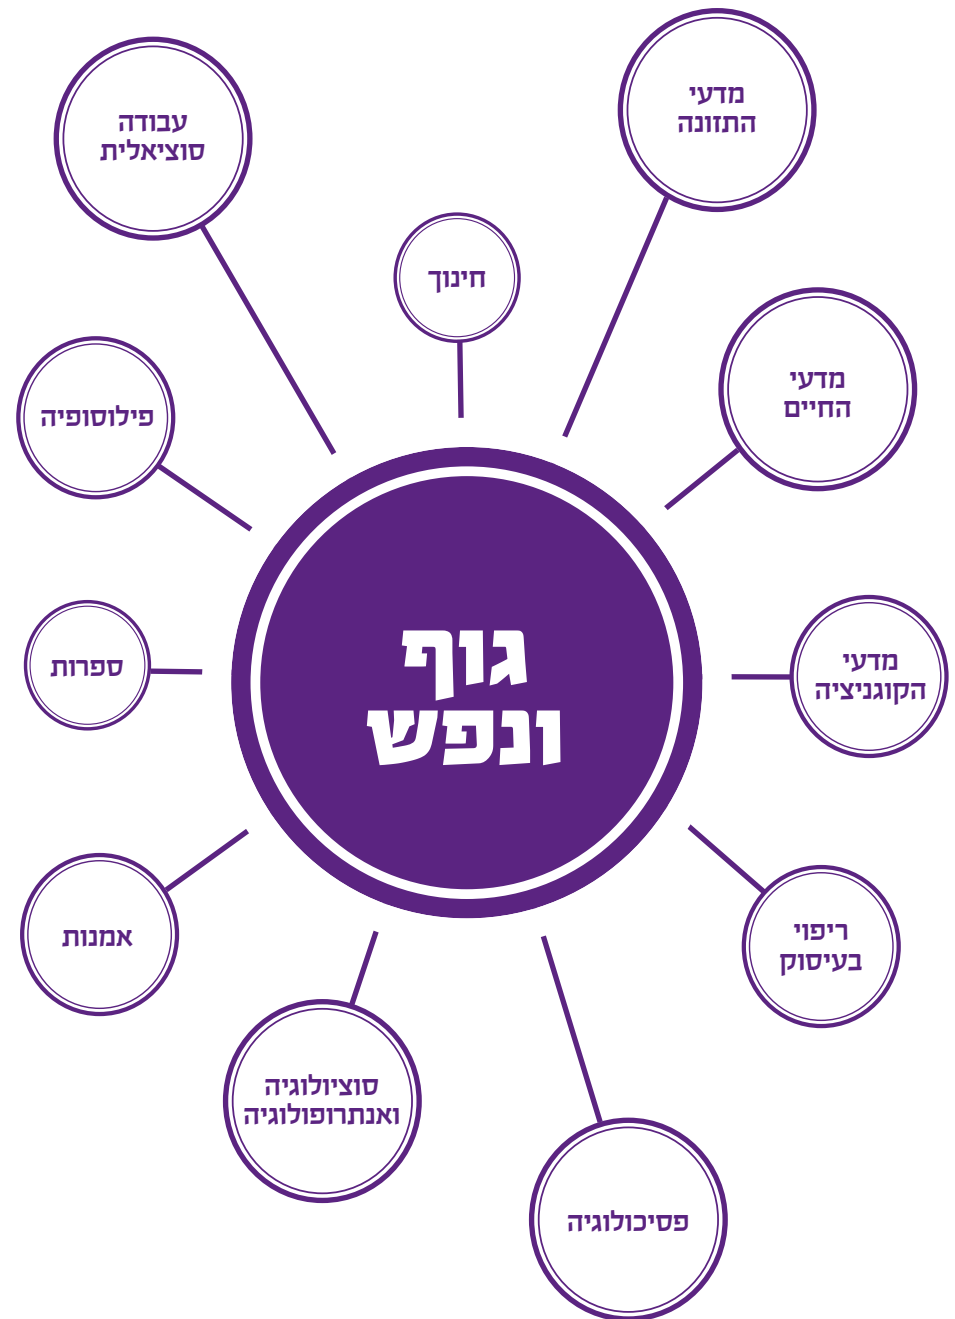 מדעי
התזונה
עבודה
סוציאלית
חינוך
מדעי
החיים
פילוסופיה
גוף
ונפש
מדעי
הקוגניציה
ספרות
ריפוי
בעיסוק
אמנות
סוציולוגיה
ואנתרופולוגיה
פסיכולוגיה